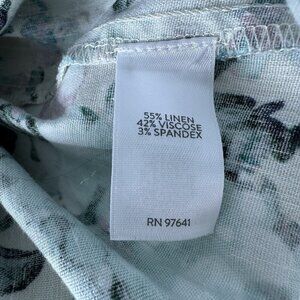 55% LINEN
42% VISCOSE
3% SPANDEX
RN 97641